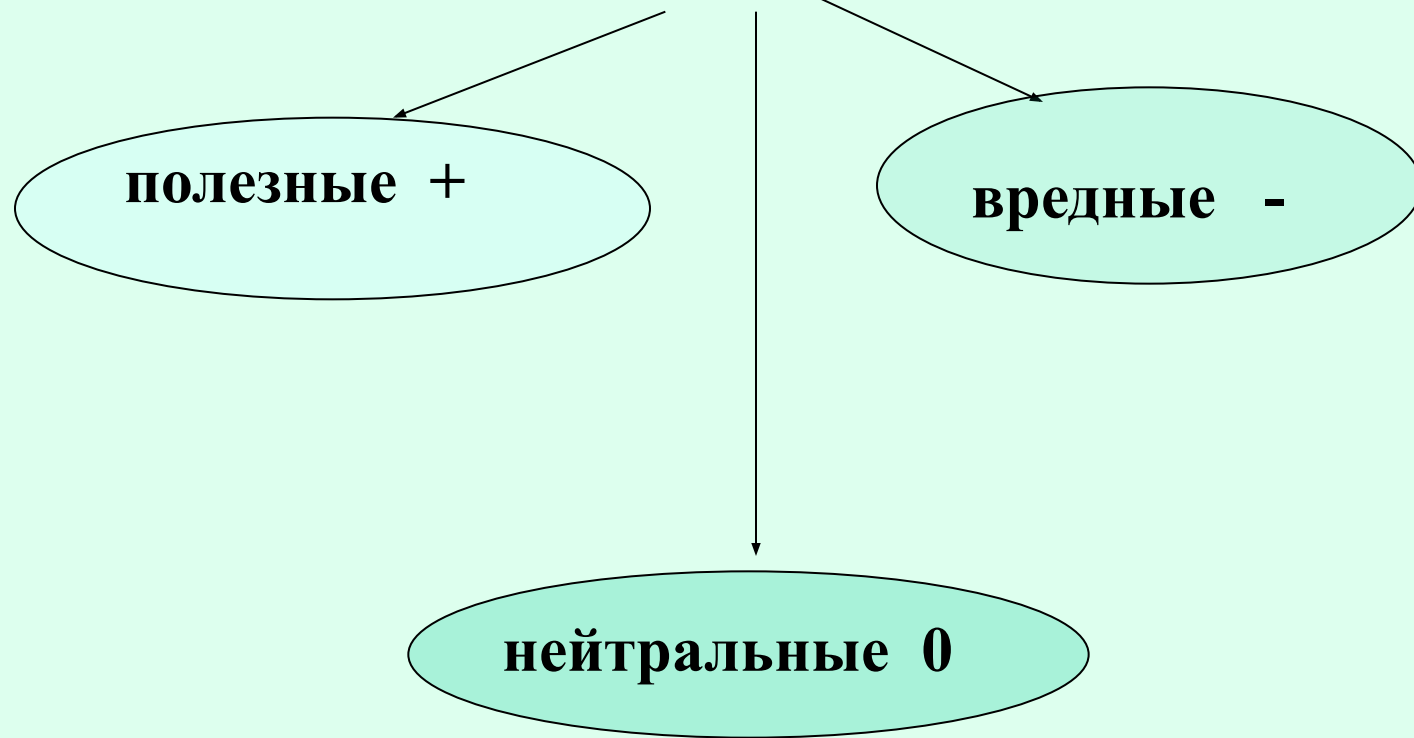 полезные +
вредные -
нейтральные 0